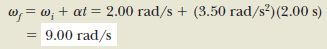 ω_f = ω_i + αt = 2.00 rad/s + (3.50 rad/s²)(2.00 s)
= 9.00 rad/s